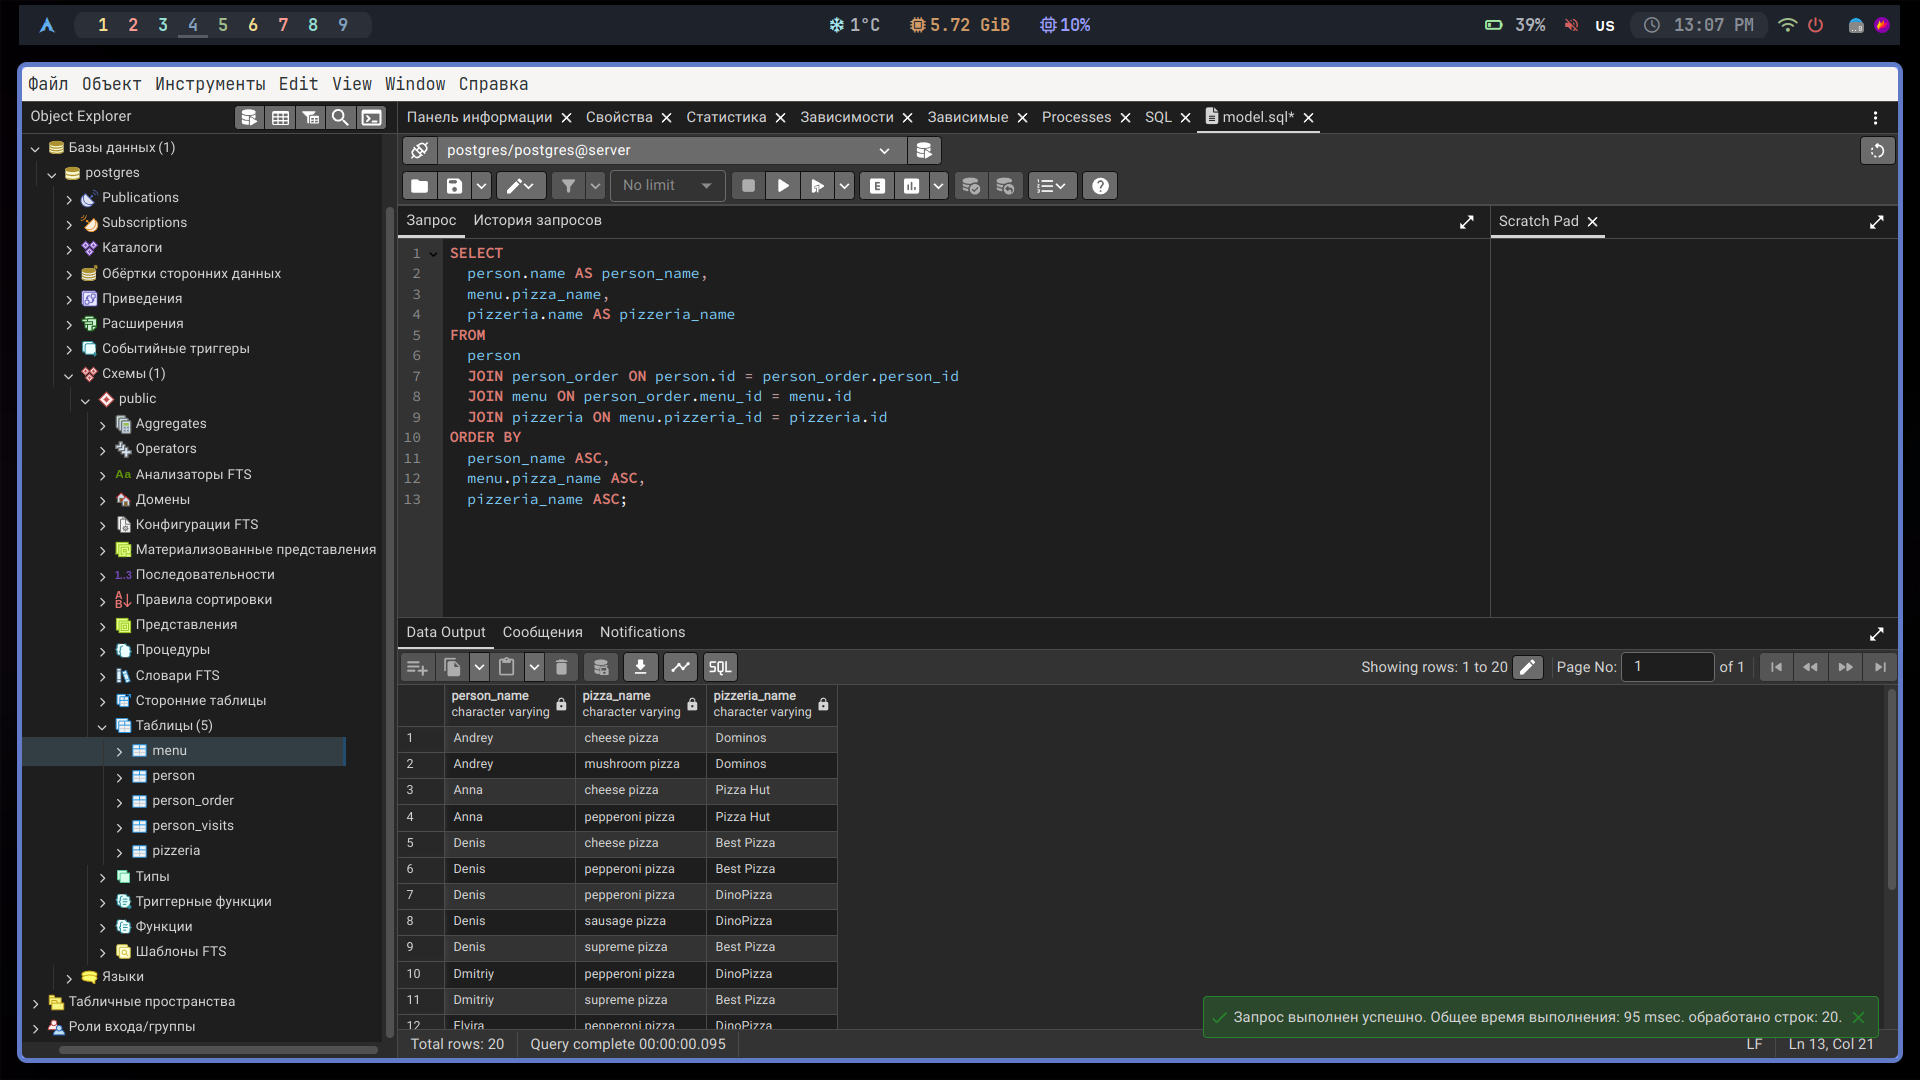 1 2 3 4 5 6 7 8 9
1°C 5.72 GiB 10%
39% US 13:07 PM
Файл Объект Инструменты Edit View Window Справка
Object Explorer
Базы данных (1)
postgres
Publications
Subscriptions
Каталоги
Обёртки сторонних данных
Приведения
Расширения
Событийные триггеры
Схемы (1)
public
Aggregates
Operators
Aa Анализаторы FTS
Домены
Конфигурации FTS
Материализованные представления
1..3 Последовательности
Правила сортировки
Представления
Процедуры
Словари FTS
Сторонние таблицы
Таблицы (5)
menu
person
person_order
person_visits
pizzeria
Типы
Триггерные функции
Функции
Шаблоны FTS
Языки
Табличные пространства
Роли входа/группы
Панель информации Свойства Статистика Зависимости Зависимые Processes SQL model.sql*
postgres/postgres@server
No limit E
Запрос История запросов
Scratch Pad
1 SELECT
2 person.name AS person_name,
3 menu.pizza_name,
4 pizzeria.name AS pizzeria_name
5 FROM
6 person
7 JOIN person_order ON person.id = person_order.person_id
8 JOIN menu ON person_order.menu_id = menu.id
9 JOIN pizzeria ON menu.pizzeria_id = pizzeria.id
10 ORDER BY
11 person_name ASC,
12 menu.pizza_name ASC,
13 pizzeria_name ASC;
Data Output Сообщения Notifications
SQL Showing rows: 1 to 20 Page No: 1 of 1
person_name pizza_name pizzeria_name
character varying character varying character varying
1 Andrey cheese pizza Dominos
2 Andrey mushroom pizza Dominos
3 Anna cheese pizza Pizza Hut
4 Anna pepperoni pizza Pizza Hut
5 Denis cheese pizza Best Pizza
6 Denis pepperoni pizza Best Pizza
7 Denis pepperoni pizza DinoPizza
8 Denis sausage pizza DinoPizza
9 Denis supreme pizza Best Pizza
10 Dmitriy pepperoni pizza DinoPizza
11 Dmitriy supreme pizza Best Pizza
12 Elvira pepperoni pizza DinoPizza
Запрос выполнен успешно. Общее время выполнения: 95 msec. обработано строк: 20.
Total rows: 20 Query complete 00:00:00.095 LF Ln 13, Col 21